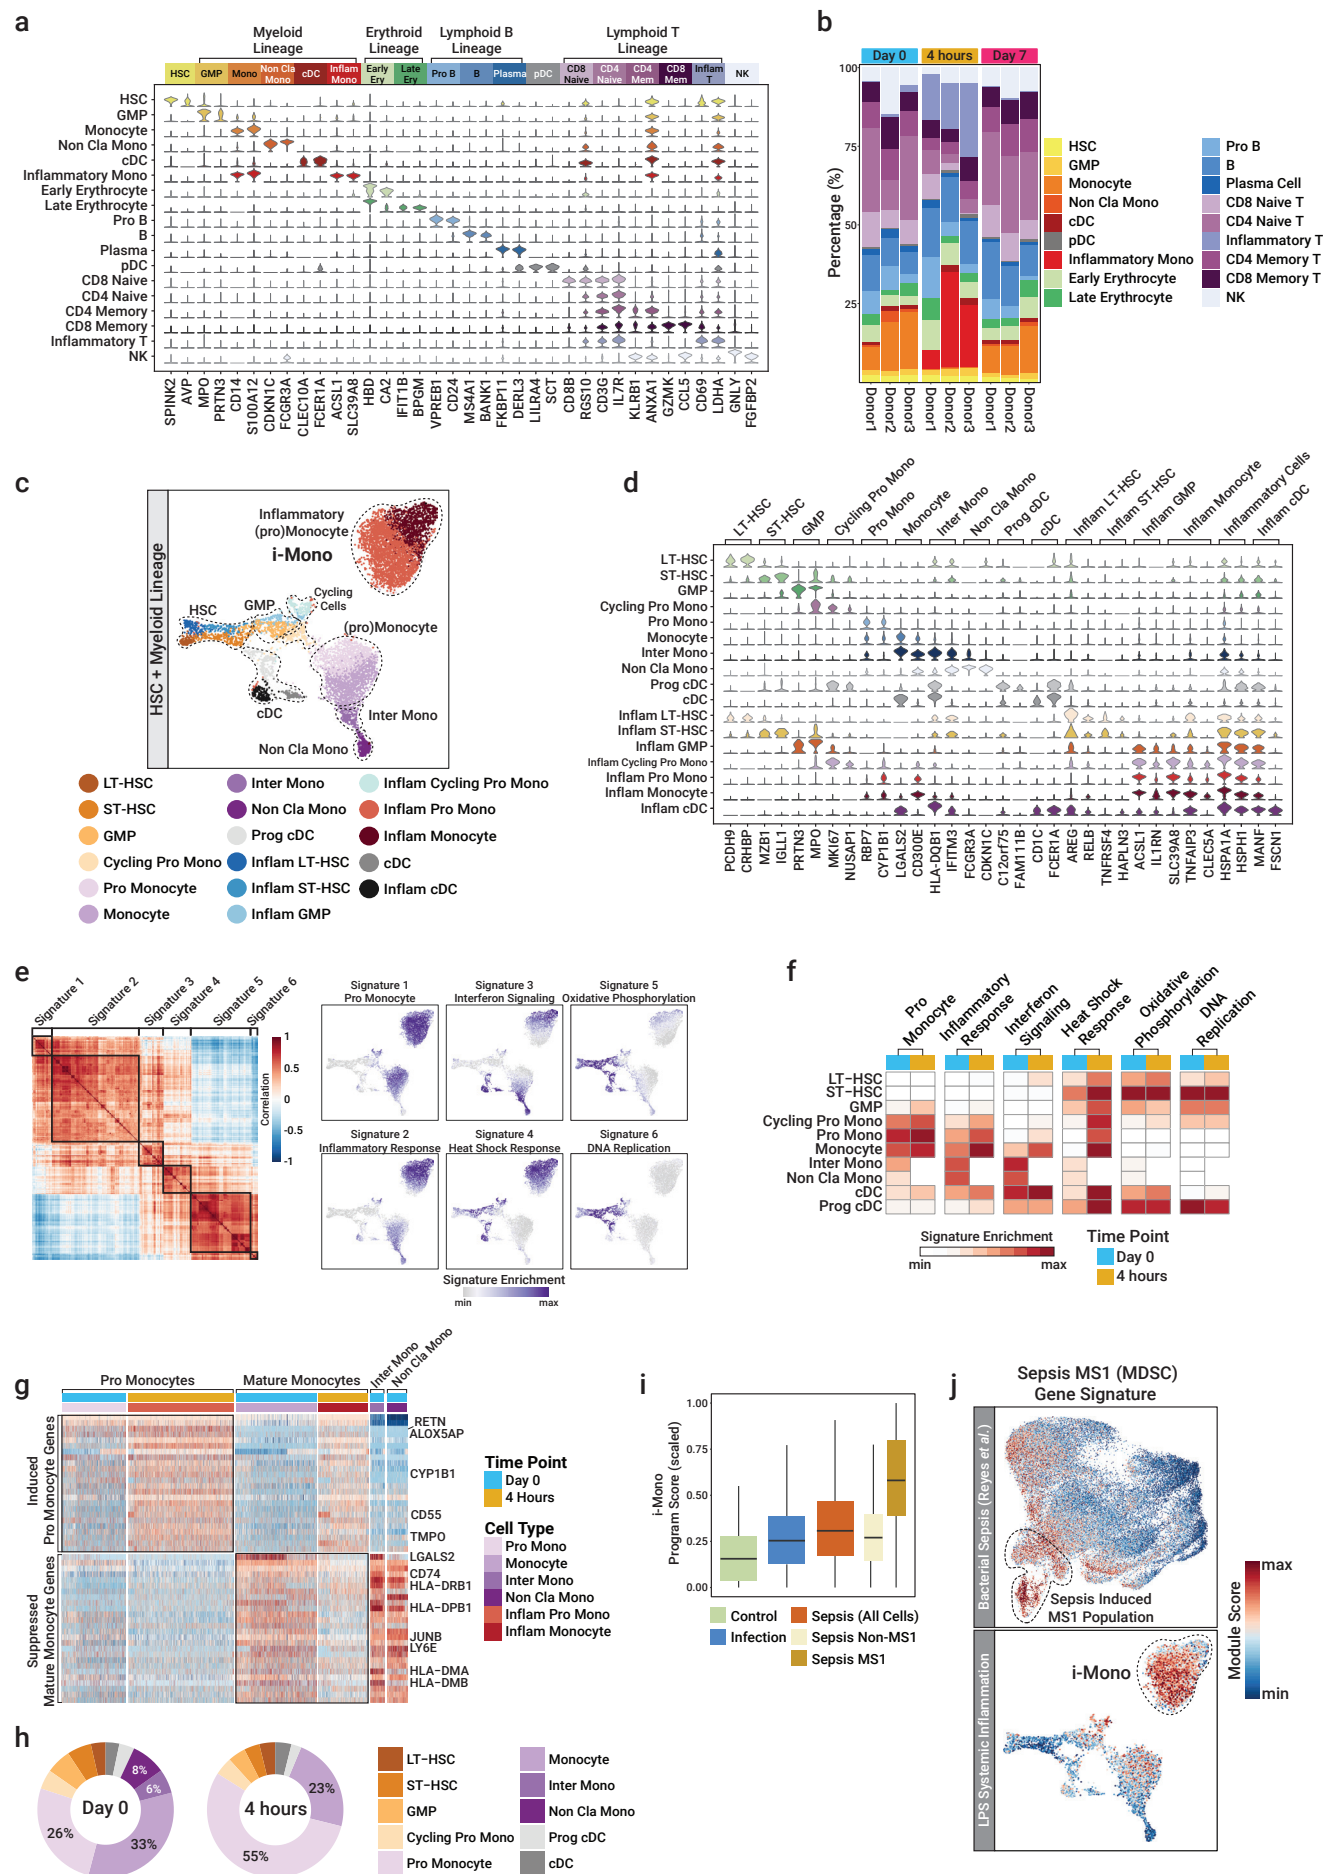 a
Myeloid
Lineage
Erythroid
Lineage
Lymphoid B
Lineage
Lymphoid T
Lineage
HSC
GMP
Mono
Non Cla
Mono
cDC
Inflam
Mono
Early
Ery
Late
Ery
Pro B
B
Plasma
pDC
CD8
Naive
CD4
Naive
CD4
Mem
CD8
Mem
Inflam
T
NK
HSC
GMP
Monocyte
Non Cla Mono
cDC
Inflammatory Mono
Early Erythrocyte
Late Erythrocyte
Pro B
B
Plasma
pDC
CD8 Naive
CD4 Naive
CD4 Memory
CD8 Memory
Inflammatory T
NK
SPINK2
AVP
MPO
PRTN3
CD14
S100A12
CDKN1C
FCGR3A
CLEC10A
FCER1A
ACSL1
SLC39A8
HBD
CA2
IFIT1B
BPGM
VPREB1
CD24
MS4A1
BANK1
FKBP11
DERL3
LILRA4
SCT
CD8B
RGS10
CD3G
IL7R
KLRB1
ANXA1
GZMK
CCL5
CD69
LDHA
GNLY
FGFBP2
b
Day 0
4 hours
Day 7
Percentage (%)
100
75
50
25
Donor1
Donor2
Donor3
Donor1
Donor2
Donor3
Donor1
Donor2
Donor3
HSC
GMP
Monocyte
Non Cla Mono
cDC
pDC
Inflammatory Mono
Early Erythrocyte
Late Erythrocyte
Pro B
B
Plasma Cell
CD8 Naive T
CD4 Naive T
Inflammatory T
CD4 Memory T
CD8 Memory T
NK
c
HSC + Myeloid Lineage
Inflammatory
(pro)Monocyte
i-Mono
HSC
GMP
Cycling
Cells
(pro)Monocyte
cDC
Inter Mono
Non Cla Mono
LT-HSC
ST-HSC
GMP
Cycling Pro Mono
Pro Monocyte
Monocyte
Inter Mono
Non Cla Mono
Prog cDC
Inflam LT-HSC
Inflam ST-HSC
Inflam GMP
Inflam Cycling Pro Mono
Inflam Pro Mono
Inflam Monocyte
cDC
Inflam cDC
d
LT-HSC
ST-HSC
GMP
Cycling Pro Mono
Pro Mono
Monocyte
Inter Mono
Non Cla Mono
Prog cDC
cDC
Inflam LT-HSC
Inflam ST-HSC
Inflam GMP
Inflam Monocyte
Inflammatory Cells
Inflam cDC
LT-HSC
ST-HSC
GMP
Cycling Pro Mono
Pro Mono
Monocyte
Inter Mono
Non Cla Mono
Prog cDC
cDC
Inflam LT-HSC
Inflam ST-HSC
Inflam GMP
Inflam Cycling Pro Mono
Inflam Pro Mono
Inflam Monocyte
Inflam cDC
PCDH9
CRHBP
MZB1
IGLL1
PRTN3
MPO
MKI67
NUSAP1
RBP7
CYP1B1
LGALS2
CD300E
HLA-DQB1
IFITM3
FCGR3A
CDKN1C
C12orf75
FAM111B
CD1C
FCER1A
AREG
RELB
TNFRSF4
HAPLN3
ACSL1
IL1RN
SLC39A8
TNFAIP3
CLEC5A
HSPA1A
HSPH1
MANF
FSCN1
e
Signature 1
Signature 2
Signature 3
Signature 4
Signature 5
Signature 6
1
0.5
0
-0.5
-1
Correlation
Signature 1
Pro Monocyte
Signature 3
Interferon Signaling
Signature 5
Oxidative Phosphorylation
Signature 2
Inflammatory Response
Signature 4
Heat Shock Response
Signature 6
DNA Replication
Signature Enrichment
min
max
f
Pro
Monocyte
Inflammatory
Response
Interferon
Signaling
Heat Shock
Response
Oxidative
Phosphorylation
DNA
Replication
LT-HSC
ST-HSC
GMP
Cycling Pro Mono
Pro Mono
Monocyte
Inter Mono
Non Cla Mono
cDC
Prog cDC
Signature Enrichment
min
max
Time Point
Day 0
4 hours
g
Pro Monocytes
Mature Monocytes
Inter Mono
Non Cla Mono
Induced
Pro Monocyte Genes
Suppressed
Mature Monocyte Genes
RETN
ALOX5AP
CYP1B1
CD55
TMPO
LGALS2
CD74
HLA-DRB1
HLA-DPB1
JUNB
LY6E
HLA-DMA
HLA-DMB
Time Point
Day 0
4 Hours
Cell Type
Pro Mono
Monocyte
Inter Mono
Non Cla Mono
Inflam Pro Mono
Inflam Monocyte
h
Day 0
8%
6%
33%
26%
4 hours
23%
55%
LT-HSC
ST-HSC
GMP
Cycling Pro Mono
Pro Monocyte
Monocyte
Inter Mono
Non Cla Mono
Prog cDC
cDC
i
i-Mono
Program Score (scaled)
1.00
0.75
0.50
0.25
0.00
Control
Infection
Sepsis (All Cells)
Sepsis Non-MS1
Sepsis MS1
j
Sepsis MS1 (MDSC)
Gene Signature
Bacterial Sepsis (Reyes et al.)
Sepsis Induced
MS1 Population
LPS Systemic Inflammation
i-Mono
Module Score
max
min